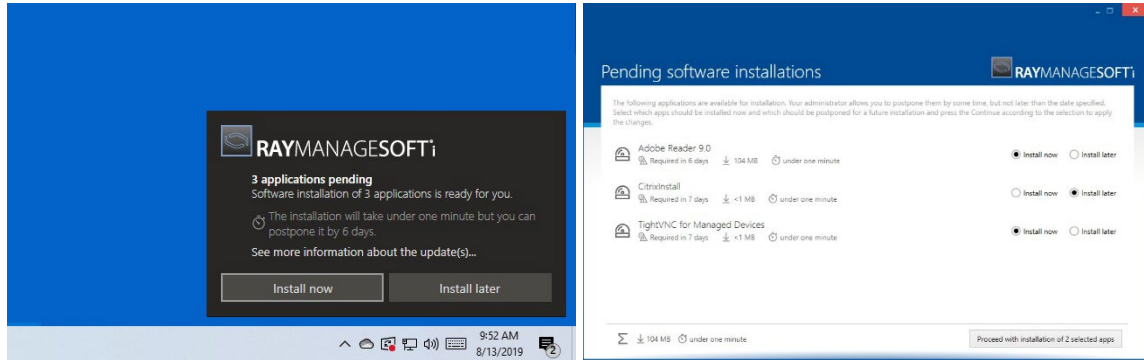 RAYMANAGESOFTi
3 applications pending
Software installation of 3 applications is ready for you.
The installation will take under one minute but you can
postpone it by 6 days.
See more information about the update(s)...
Install now
Install later
9:52 AM
8/13/2019
2
Pending software installations
RAYMANAGESOFTi
The following applications are available for installation. Your administrator allows you to postpone them by some time, but not later than the date specified.
Select which apps should be installed now and which should be postponed for a future installation and press the Continue according to the selection to apply
the changes.
Adobe Reader 9.0
Required in 6 days 104 MB under one minute
Install now Install later
CitrixInstall
Required in 7 days <1 MB under one minute
Install now Install later
TightVNC for Managed Devices
Required in 7 days <1 MB under one minute
Install now Install later
Σ 104 MB under one minute
Proceed with installation of 2 selected apps